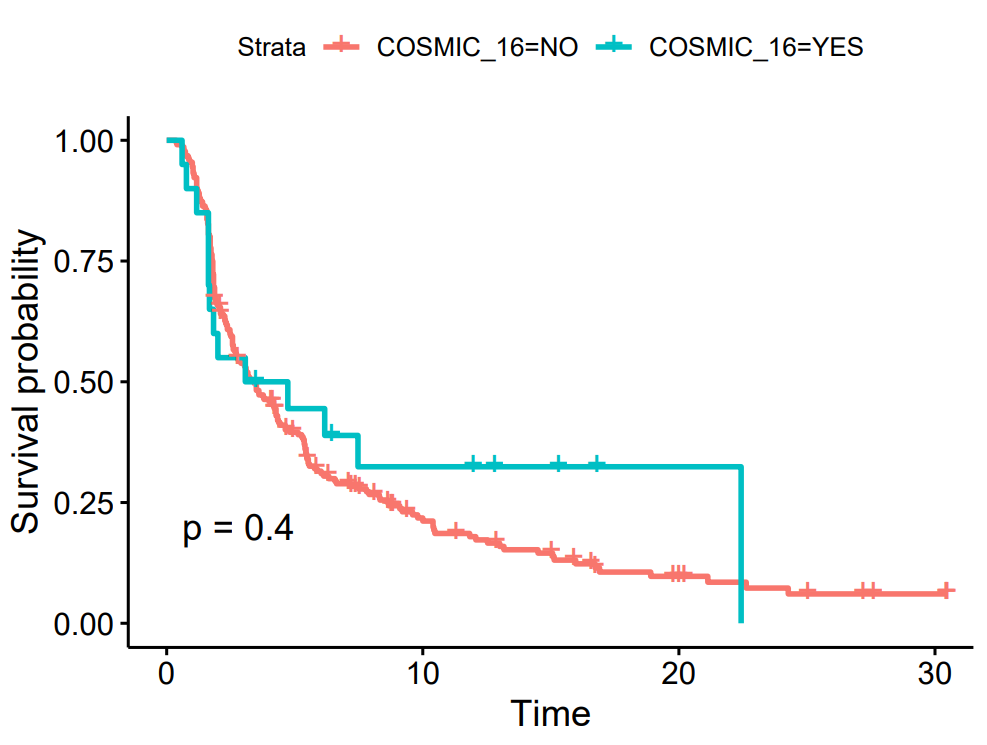 Strata COSMIC_16=NO COSMIC_16=YES
Survival probability
1.00
0.75
0.50
0.25
0.00
p = 0.4
0 10 20 30
Time